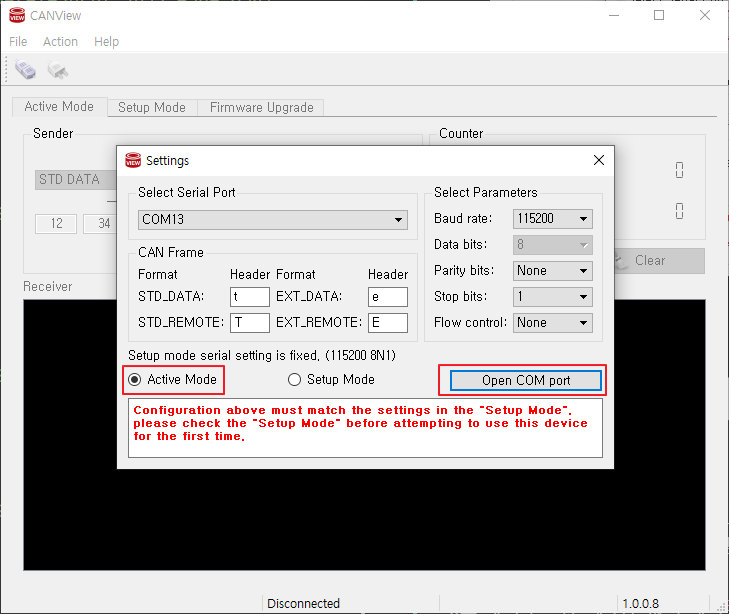 VIEW CANView
File Action Help
Active Mode Setup Mode Firmware Upgrade
Sender
Counter
STD DATA
0
12 34
0
Clear
Receiver
VIEW Settings
Select Serial Port
COM13
CAN Frame
Format Header Format Header
STD_DATA: t EXT_DATA: e
STD_REMOTE: T EXT_REMOTE: E
Select Parameters
Baud rate: 115200
Data bits: 8
Parity bits: None
Stop bits: 1
Flow control: None
Setup mode serial setting is fixed. (115200 8N1)
Active Mode Setup Mode Open COM port
Configuration above must match the settings in the "Setup Mode",
please check the "Setup Mode" before attempting to use this device
for the first time.
Disconnected 1.0.0.8